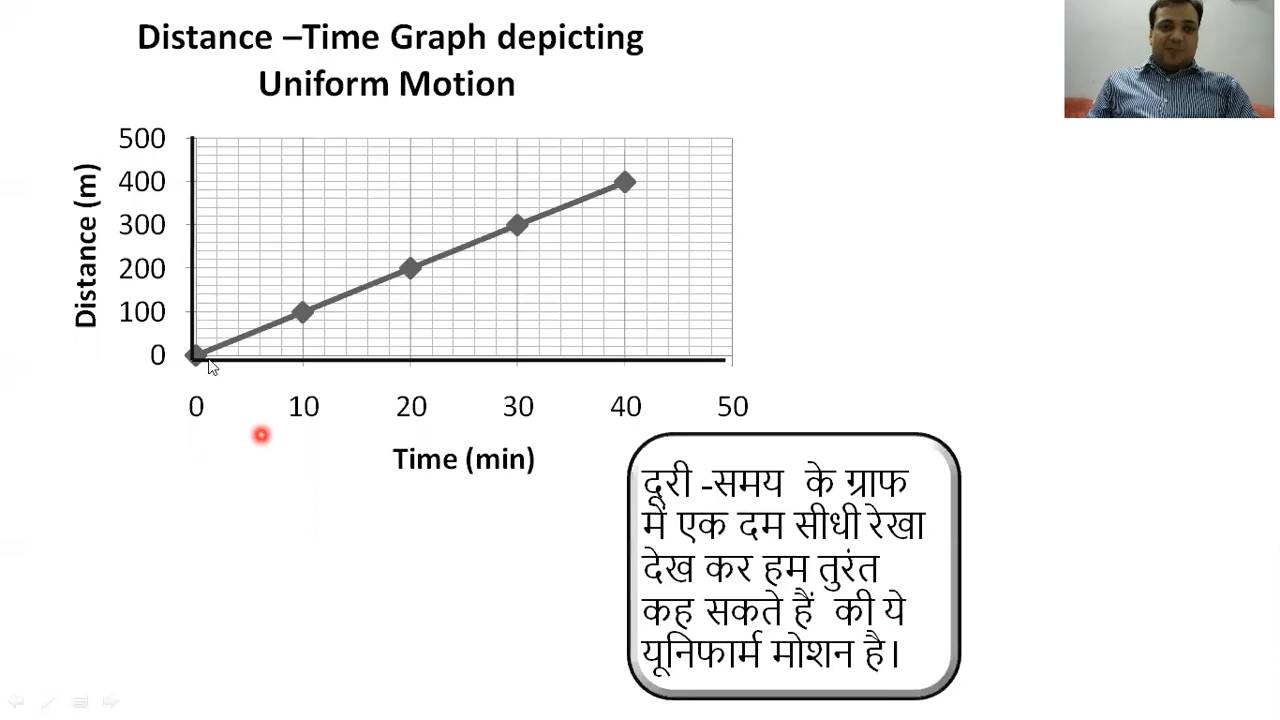 Distance –Time Graph depicting
Uniform Motion
500
400
300
200
100
0
Distance (m)
0 10 20 30 40 50
Time (min)
दूरी -समय के ग्राफ
में एक दम सीधी रेखा
देख कर हम तुरंत
कह सकते हैं की ये
यूनिफार्म मोशन है।